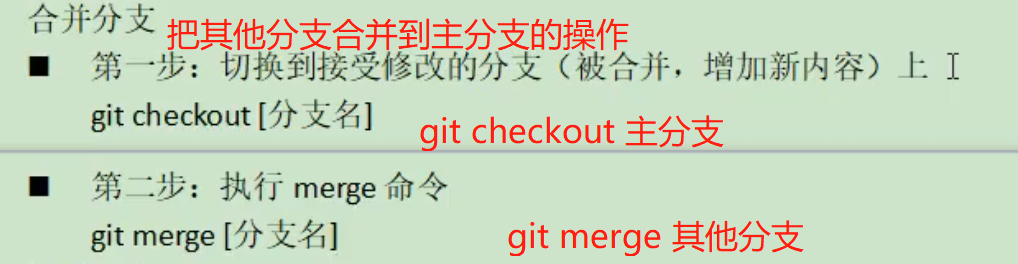 合并分支
把其他分支合并到主分支的操作
■ 第一步：切换到接受修改的分支（被合并，增加新内容）上
git checkout [分支名]
git checkout 主分支
■ 第二步：执行 merge 命令
git merge [分支名]
git merge 其他分支